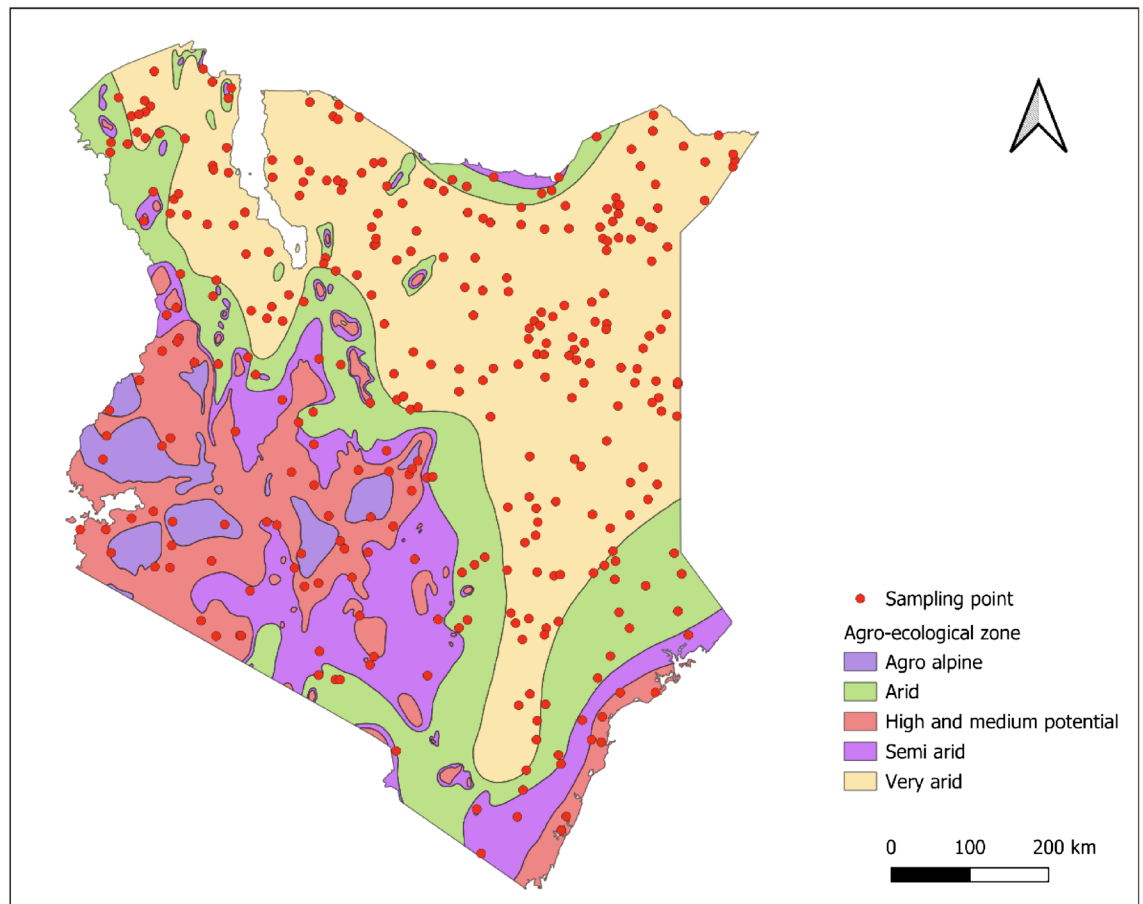 Sampling point
Agro-ecological zone
Agro alpine
Arid
High and medium potential
Semi arid
Very arid
0 100 200 km